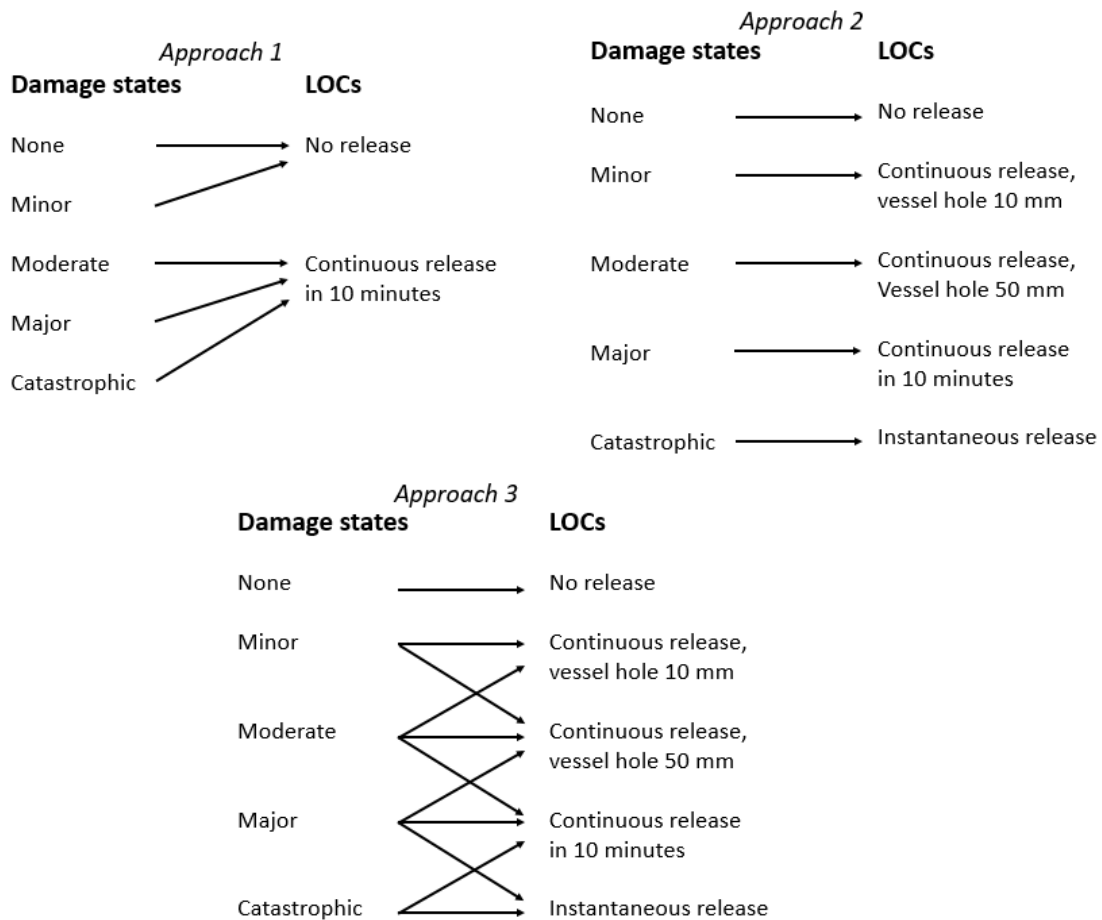 Approach 1
Damage states LOCs
None No release
Minor
Moderate Continuous release
in 10 minutes
Major
Catastrophic
Approach 2
Damage states LOCs
None No release
Minor Continuous release,
vessel hole 10 mm
Moderate Continuous release,
Vessel hole 50 mm
Major Continuous release
in 10 minutes
Catastrophic Instantaneous release
Approach 3
Damage states LOCs
None No release
Minor Continuous release,
vessel hole 10 mm
Moderate Continuous release,
vessel hole 50 mm
Major Continuous release
in 10 minutes
Catastrophic Instantaneous release